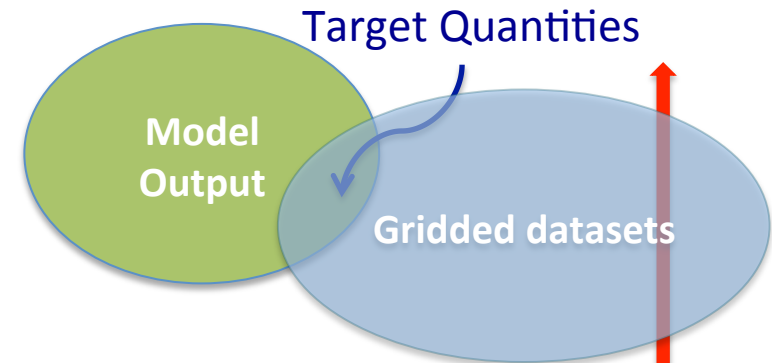 Target Quantities
Model
Output
Gridded datasets